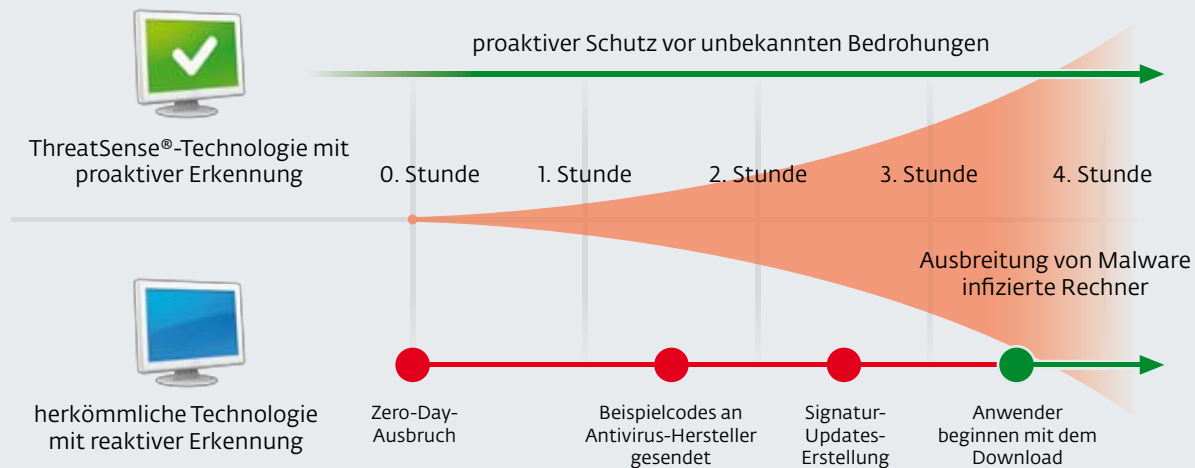 proaktiver Schutz vor unbekannten Bedrohungen
ThreatSense®-Technologie mit
proaktiver Erkennung
0. Stunde
1. Stunde
2. Stunde
3. Stunde
4. Stunde
Ausbreitung von Malware
infizierte Rechner
herkömmliche Technologie
mit reaktiver Erkennung
Zero-Day-
Ausbruch
Beispielcodes an
Antivirus-Hersteller
gesendet
Signatur-
Updates-
Erstellung
Anwender
beginnen mit dem
Download